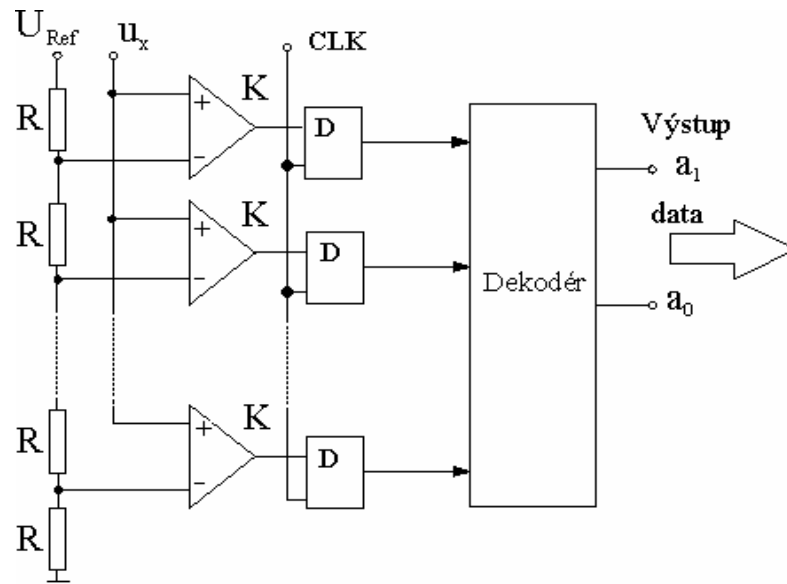 U_Ref
u_x
CLK
K
R
+
−
D
Výstup
a_1
K
R
+
−
D
data
Dekodér
a_0
K
R
+
−
D
R